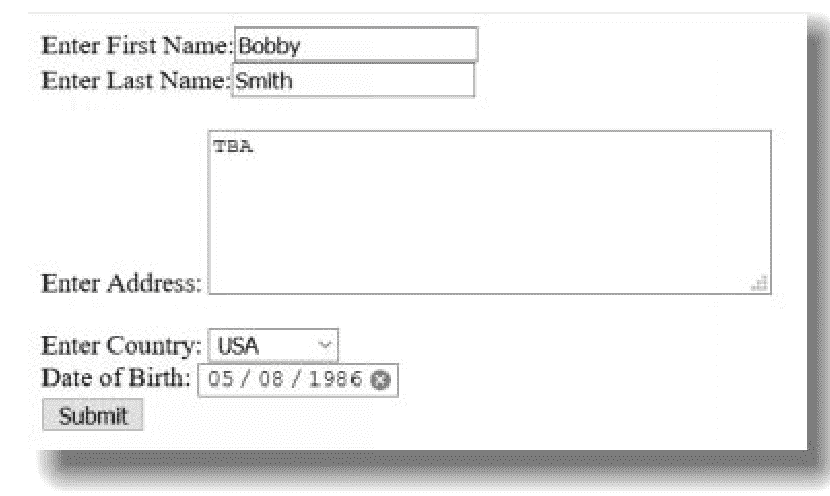 Enter First Name: Bobby
Enter Last Name: Smith
TBA
Enter Address:
Enter Country: USA
Date of Birth: 05 / 08 / 1986
Submit